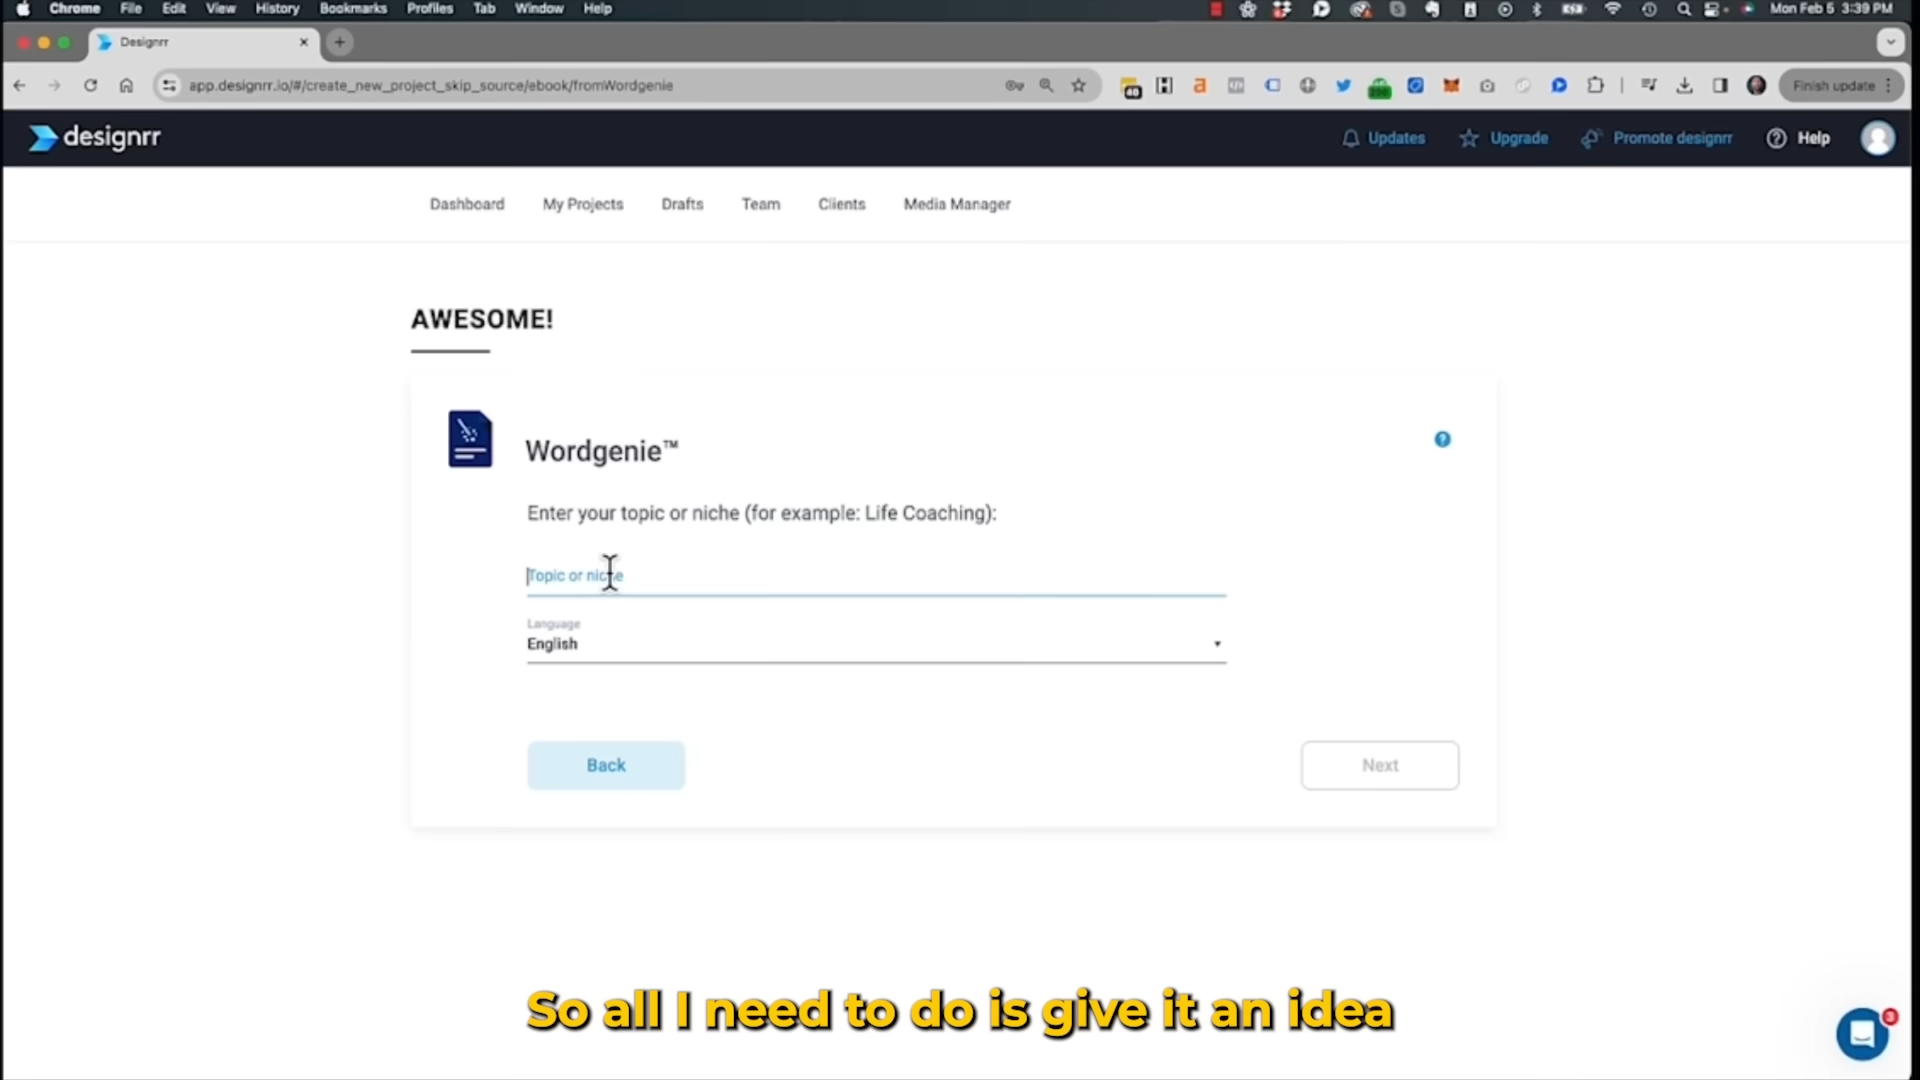 Chrome File Edit View History Bookmarks Profiles Tab Window Help Mon Feb 5 3:39 PM
Designrr
app.designrr.io/#/create_new_project_skip_source/ebook/fromWordgenie Finish update
designrr Updates Upgrade Promote designrr Help
Dashboard My Projects Drafts Team Clients Media Manager
AWESOME!
Wordgenie™
Enter your topic or niche (for example: Life Coaching):
Topic or niche
Language
English
Back Next
So all I need to do is give it an idea
3